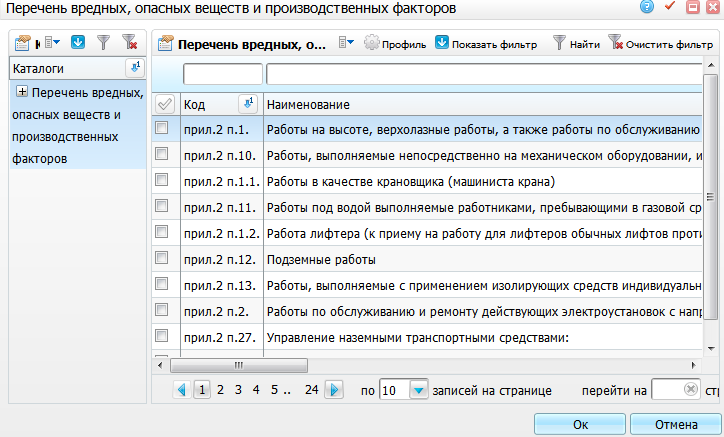 Перечень вредных, опасных веществ и производственных факторов
Перечень вредных, о... Профиль Показать фильтр Найти Очистить фильтр
Каталоги
Перечень вредных,
опасных веществ и
производственных
факторов
Код Наименование
прил.2 п.1. Работы на высоте, верхолазные работы, а также работы по обслуживанию
прил.2 п.10. Работы, выполняемые непосредственно на механическом оборудовании, и
прил.2 п.1.1. Работы в качестве крановщика (машиниста крана)
прил.2 п.11. Работы под водой выполняемые работниками, пребывающими в газовой ср
прил.2 п.1.2. Работа лифтера (к приему на работу для лифтеров обычных лифтов проти
прил.2 п.12. Подземные работы
прил.2 п.13. Работы, выполняемые с применением изолирующих средств индивидуальн
прил.2 п.2. Работы по обслуживанию и ремонту действующих электроустановок с напр
прил.2 п.27. Управление наземными транспортными средствами:
1 2 3 4 5 .. 24 по 10 записей на странице перейти на стр
Ок Отмена